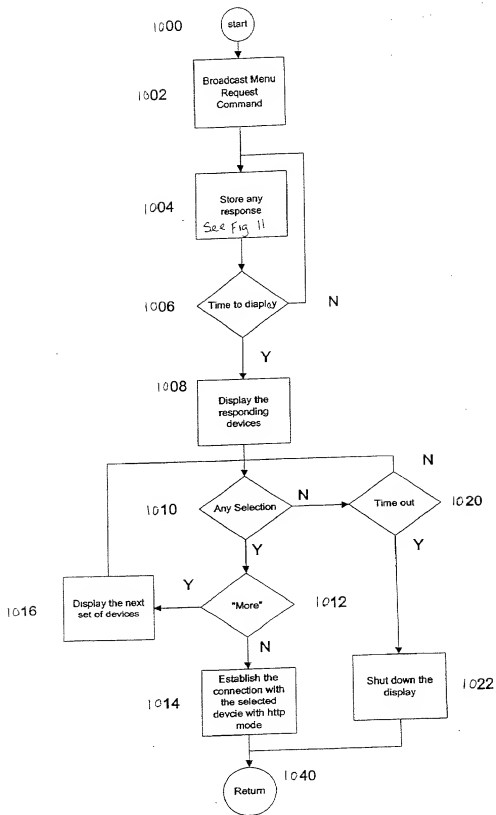 1000
start
Broadcast Menu
Request
Command
1002
Store any
response
See Fig 11
1004
Time to diaplay
1006
N
Y
1008
Display the
responding
devices
N
Any Selection
1010
N
Time out
1020
Y
Y
Y
"More"
1012
Display the next
set of devices
1016
N
Establish the
connection with
the selected
devcie with http
mode
1014
Shut down the
display
1022
1040
Return